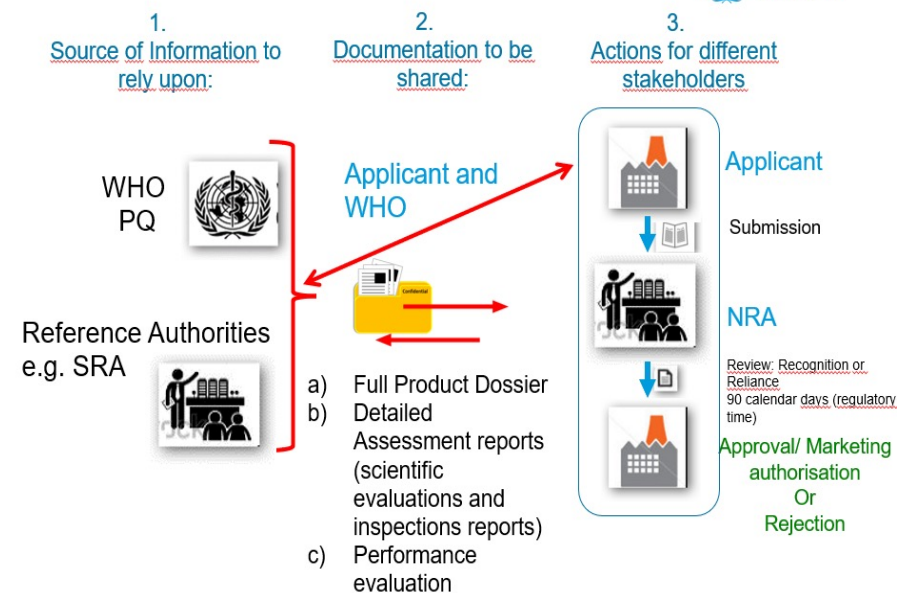 1.
Source of Information to
rely upon:
2.
Documentation to be
shared:
3.
Actions for different
stakeholders
WHO
PQ
Reference Authorities
e.g. SRA
Applicant and
WHO
Confidential
a) Full Product Dossier
b) Detailed
Assessment reports
(scientific
evaluations and
inspections reports)
c) Performance
evaluation
Applicant
Submission
NRA
Review: Recognition or
Reliance
90 calendar days (regulatory
time)
Approval/ Marketing
authorisation
Or
Rejection